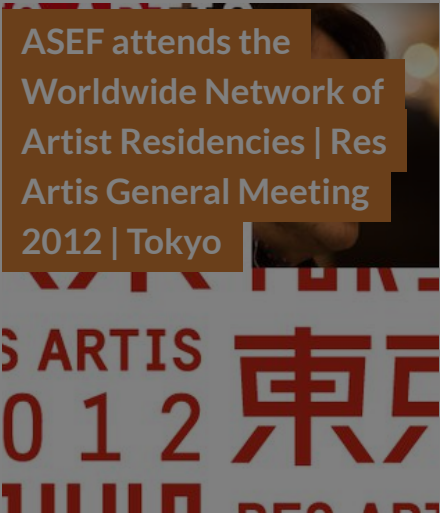 ASEF attends the
Worldwide Network of
Artist Residencies | Res
Artis General Meeting
2012 | Tokyo
S ARTIS
012
東